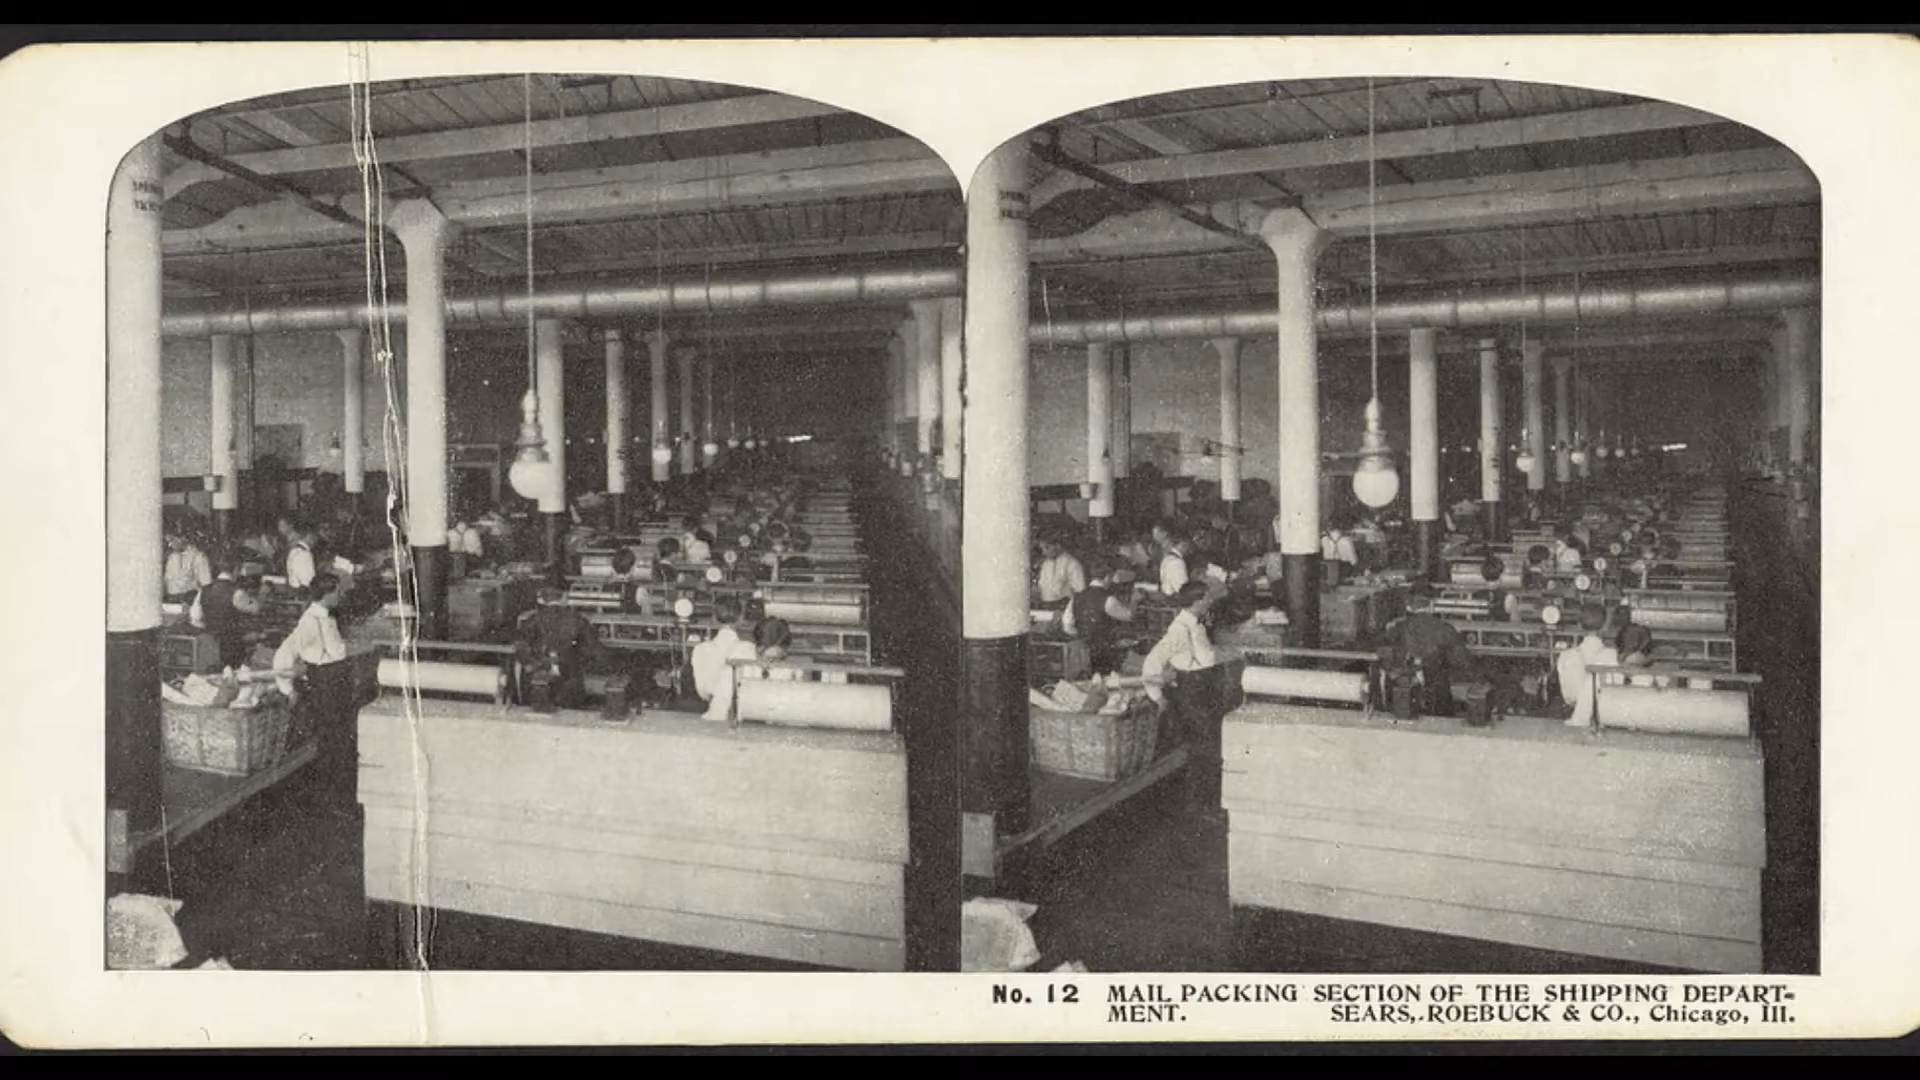 No. 12 MAIL PACKING SECTION OF THE SHIPPING DEPART-
MENT. SEARS, ROEBUCK & CO., Chicago, Ill.